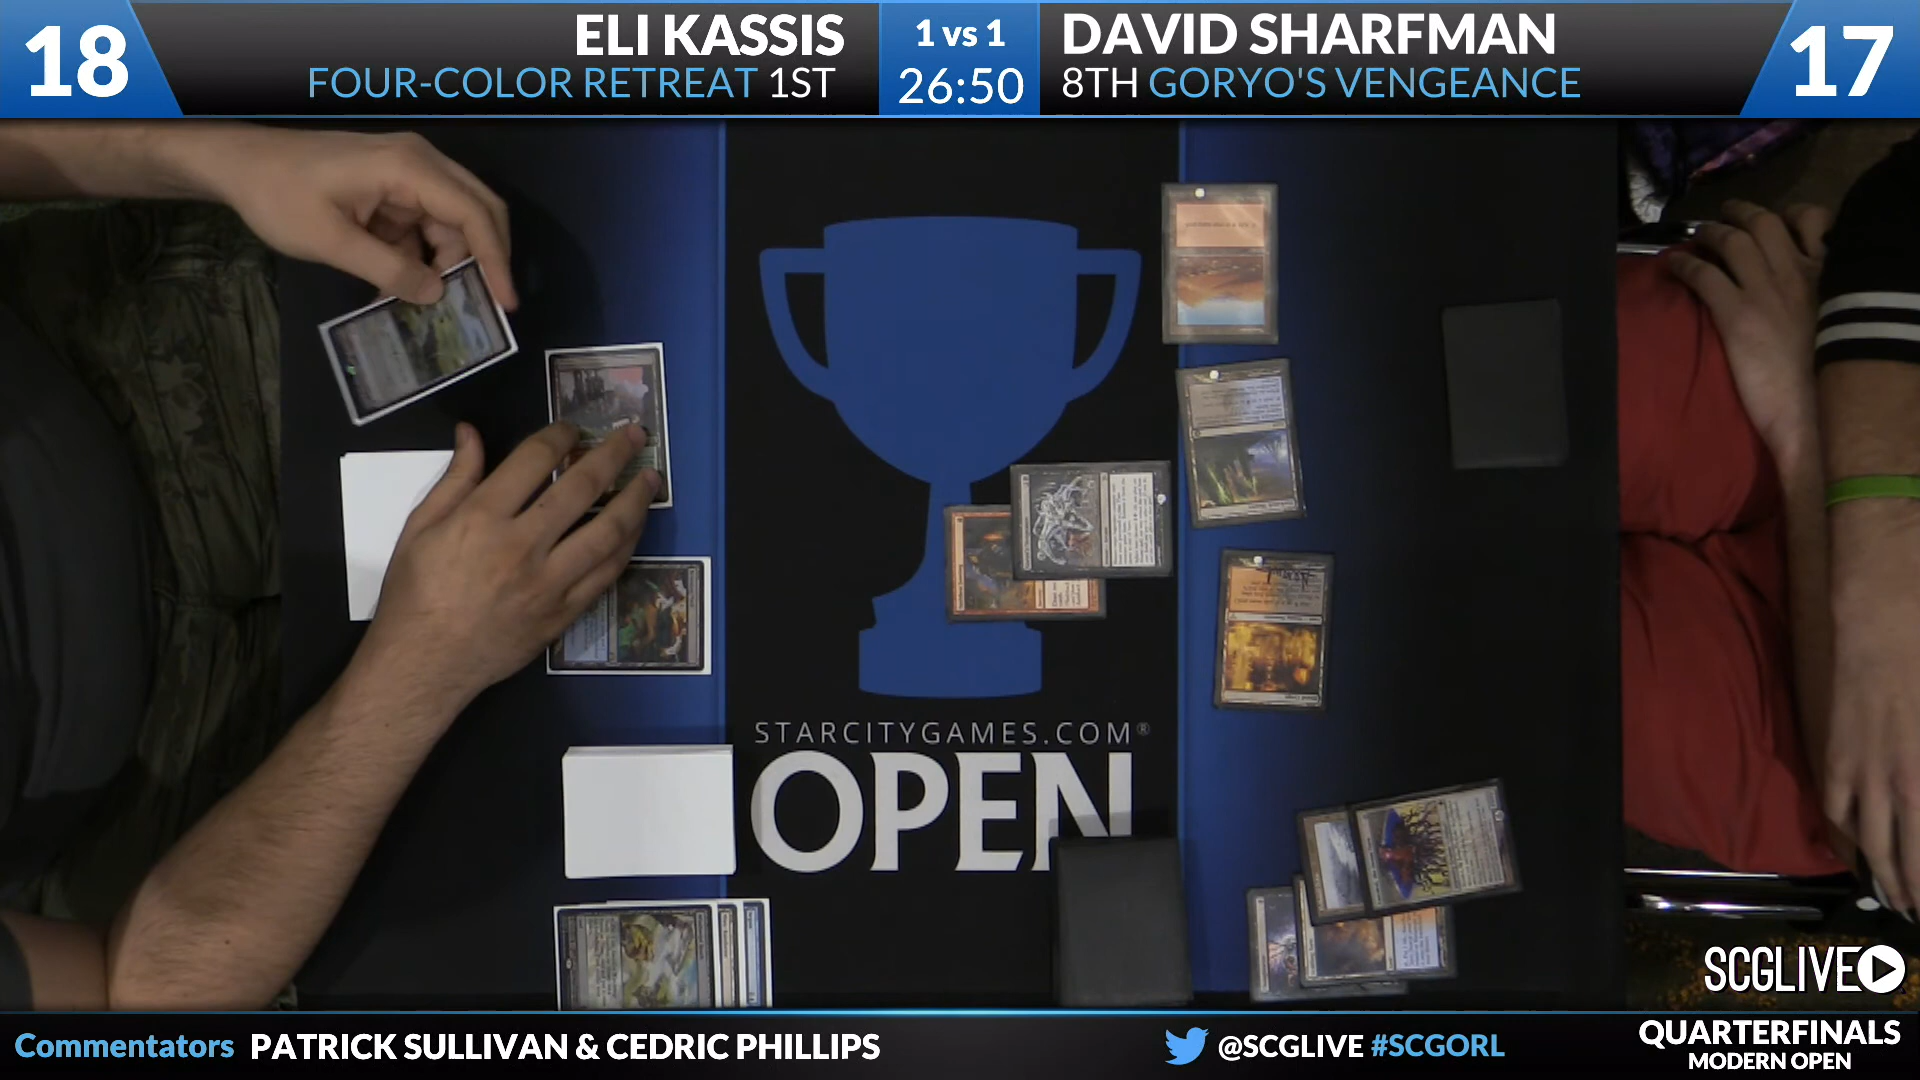 18
ELI KASSIS
FOUR-COLOR RETREAT 1ST
1 vs 1
26:50
DAVID SHARFMAN
8TH GORYO'S VENGEANCE
17
STARCITYGAMES.COM®
OPEN
SCGLIVE
Commentators PATRICK SULLIVAN & CEDRIC PHILLIPS
@SCGLIVE #SCGORL
QUARTERFINALS
MODERN OPEN